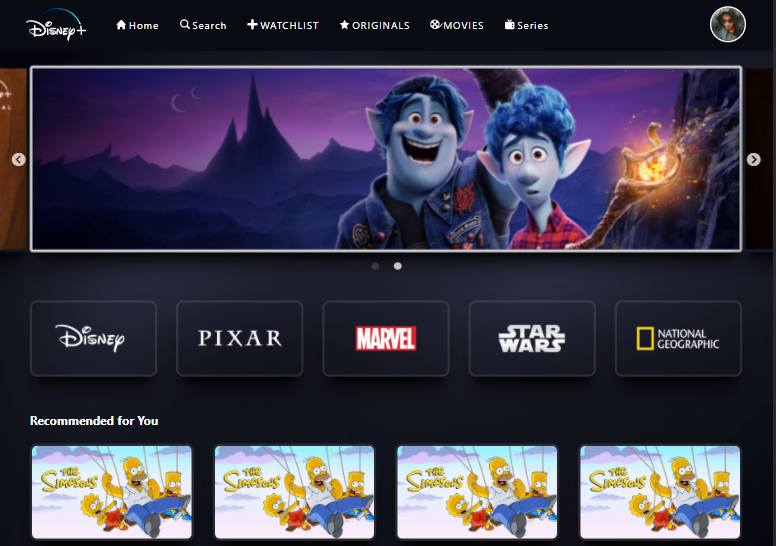 Disney+
Home
Search
WATCHLIST
ORIGINALS
MOVIES
Series
Disney
PIXAR
MARVEL
STAR
WARS
NATIONAL
GEOGRAPHIC
Recommended for You
THE
SIMPSONS
THE
SIMPSONS
THE
SIMPSONS
THE
SIMPSONS